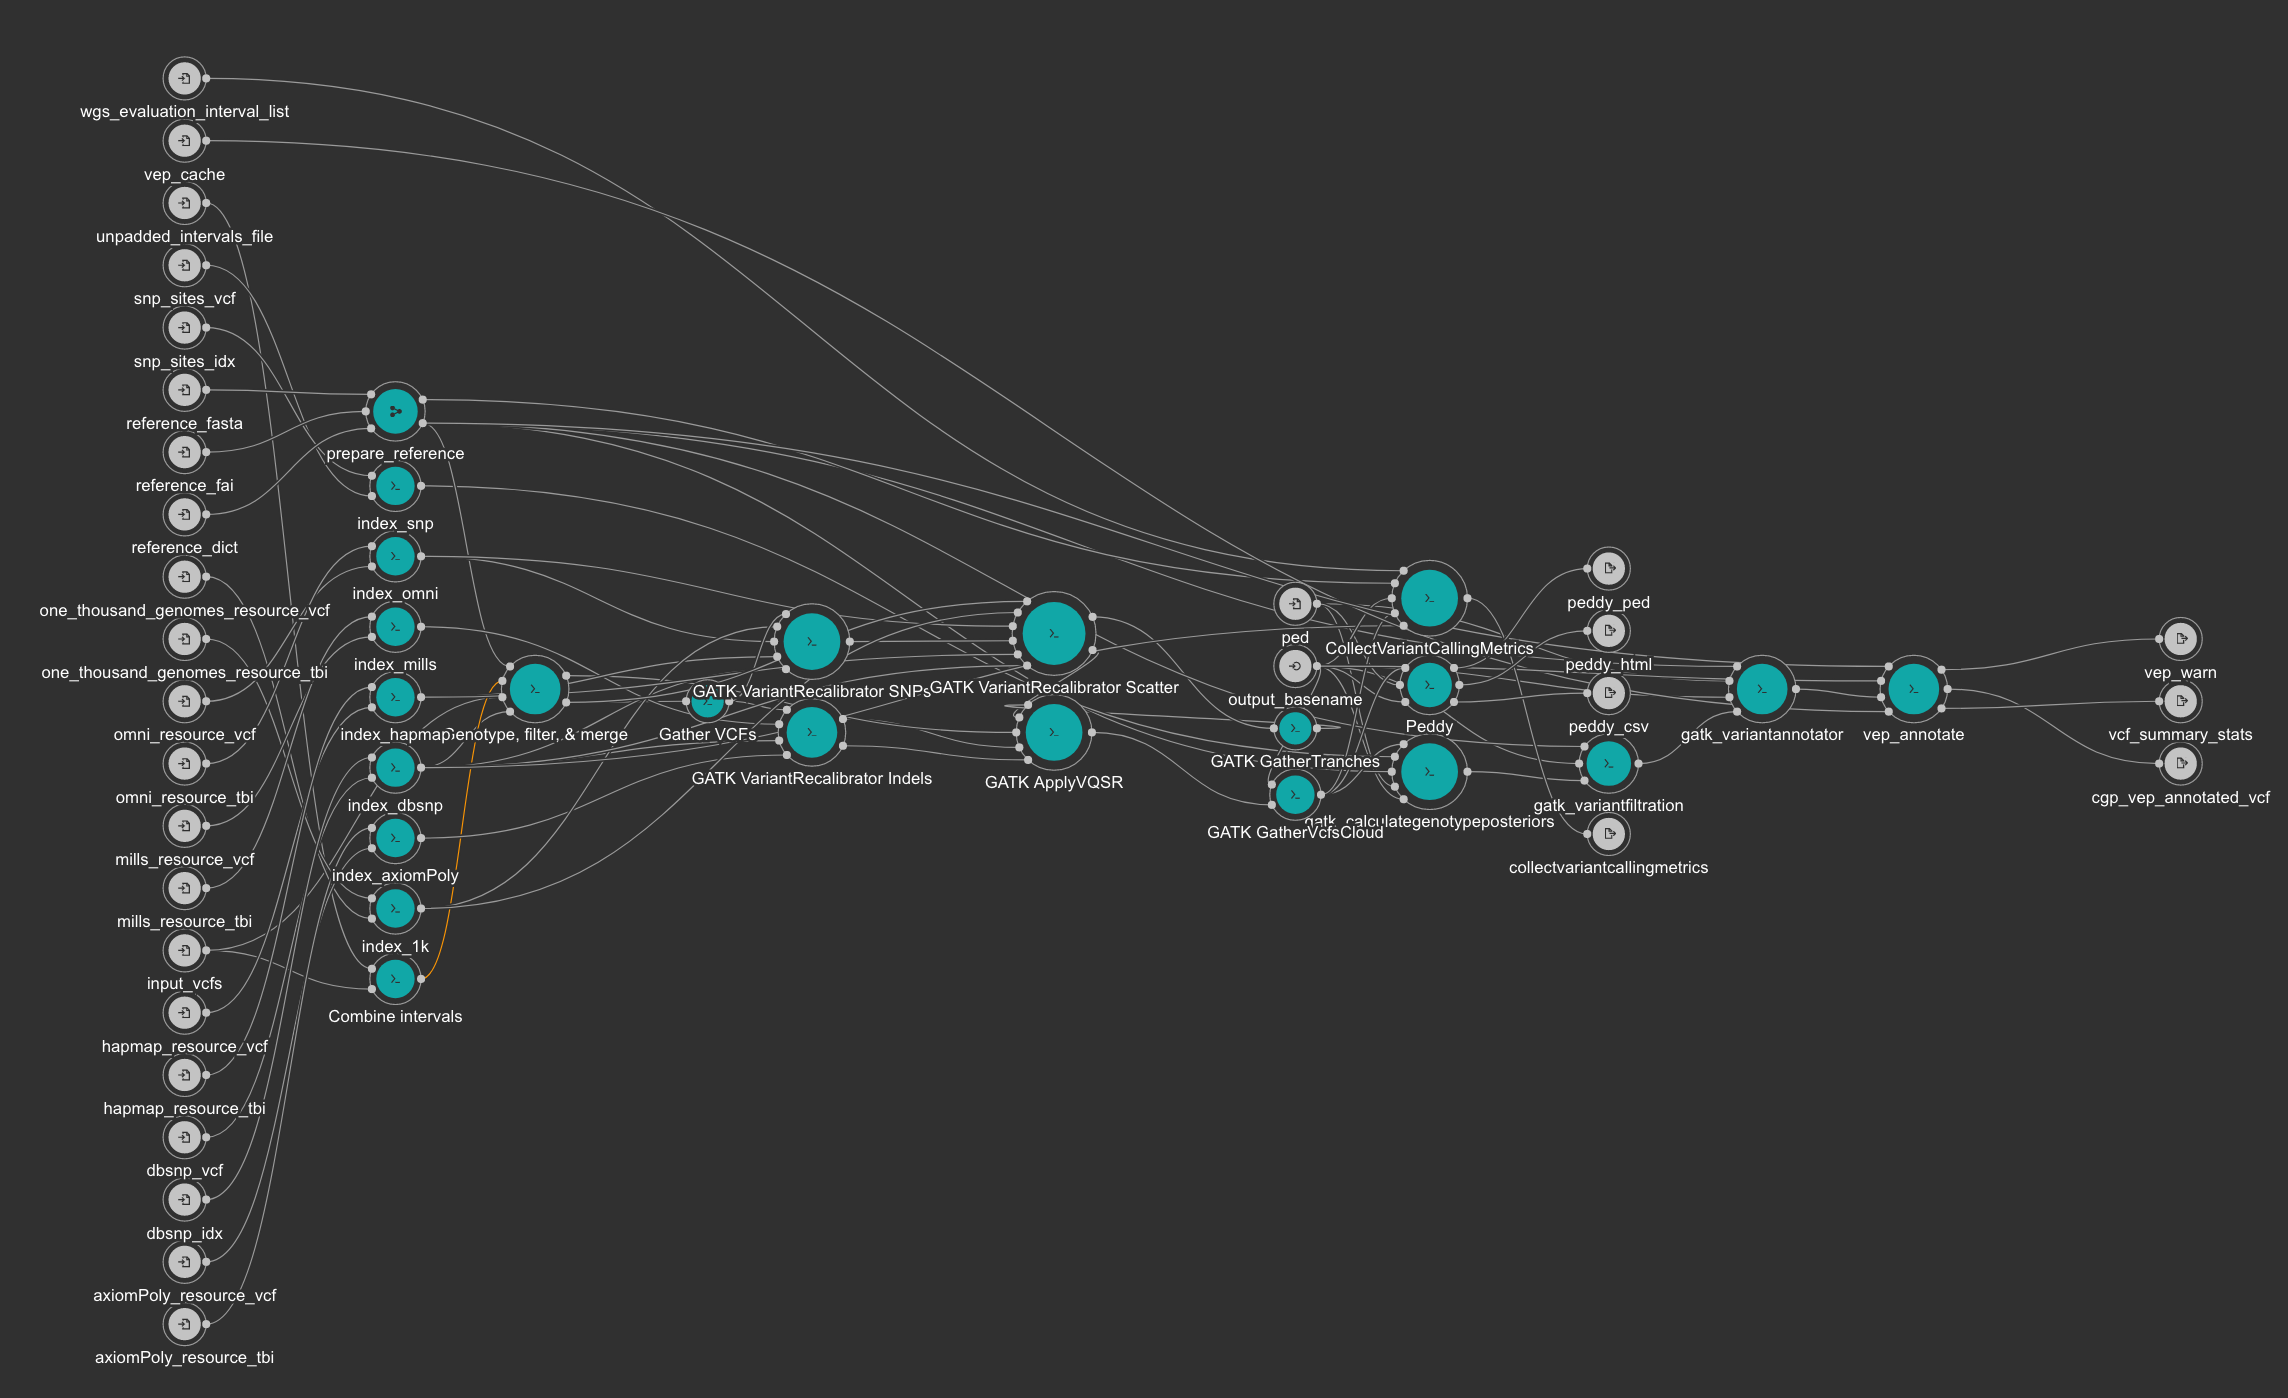 wgs_evaluation_interval_list
vep_cache
unpadded_intervals_file
snp_sites_vcf
snp_sites_idx
reference_fasta
reference_fai
reference_dict
one_thousand_genomes_resource_vcf
one_thousand_genomes_resource_tbi
omni_resource_vcf
omni_resource_tbi
mills_resource_vcf
mills_resource_tbi
input_vcfs
hapmap_resource_vcf
hapmap_resource_tbi
dbsnp_vcf
dbsnp_idx
axiomPoly_resource_vcf
axiomPoly_resource_tbi
prepare_reference
index_snp
index_omni
index_mills
index_hapmap
index_dbsnp
index_axiomPoly
index_1k
Combine intervals
filter, & merge
Gather VCFs
GATK VariantRecalibrator SNPs
GATK VariantRecalibrator Indels
GATK VariantRecalibrator Scatter
GATK ApplyVQSR
ped
output_basename
GATK GatherTranches
GATK GatherVcfsCloud
CollectVariantCallingMetrics
Peddy
gatk_calculategenotypeposteriors
peddy_ped
peddy_html
peddy_csv
gatk_variantfiltration
collectvariantcallingmetrics
gatk_variantannotator
vep_annotate
vep_warn
vcf_summary_stats
cgp_vep_annotated_vcf